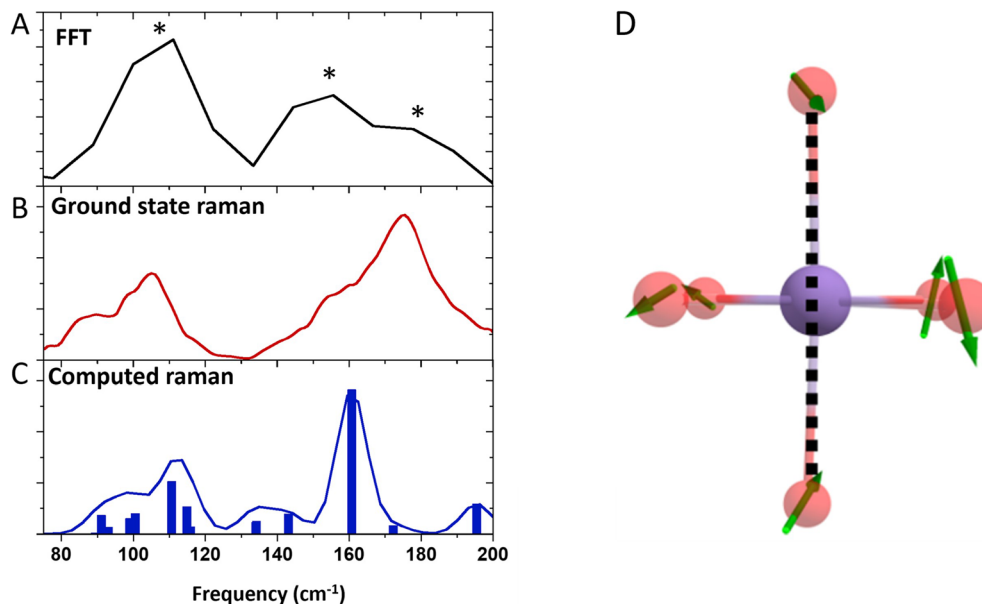 A
FFT
*
*
*
B
Ground state raman
C
Computed raman
80 100 120 140 160 180 200
Frequency (cm⁻¹)
D